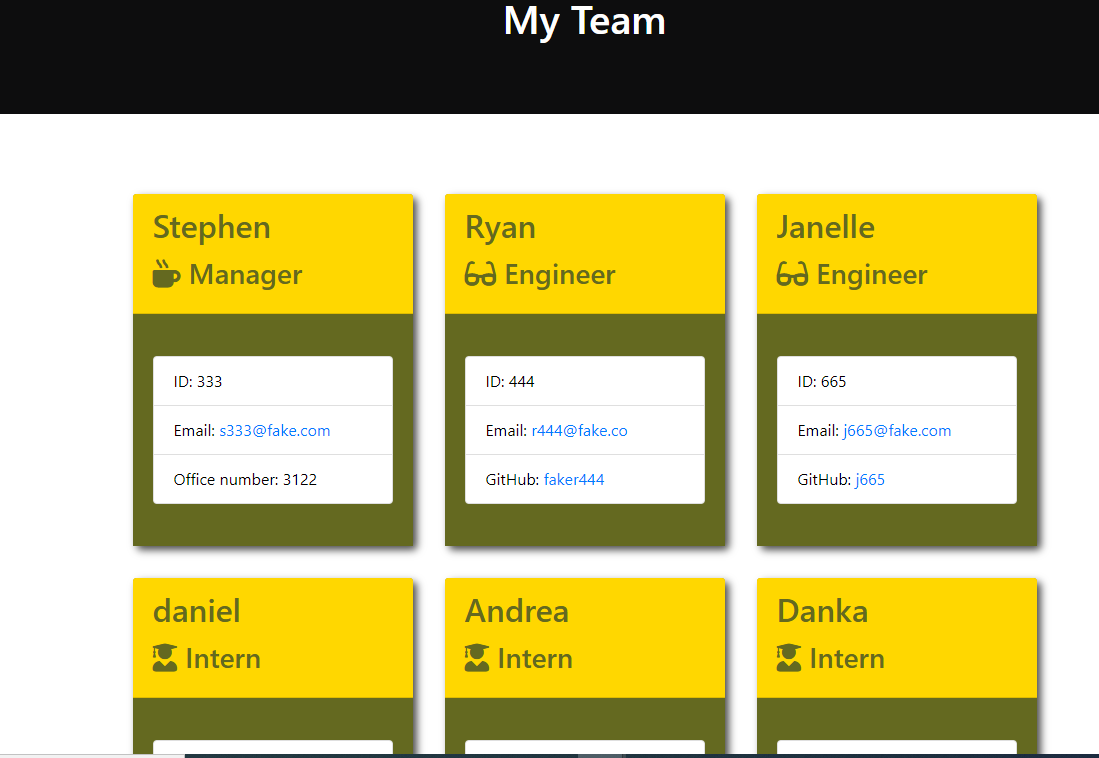 My Team
Stephen
Manager
ID: 333
Email: s333@fake.com
Office number: 3122
Ryan
Engineer
ID: 444
Email: r444@fake.co
GitHub: faker444
Janelle
Engineer
ID: 665
Email: j665@fake.com
GitHub: j665
daniel
Intern
Andrea
Intern
Danka
Intern